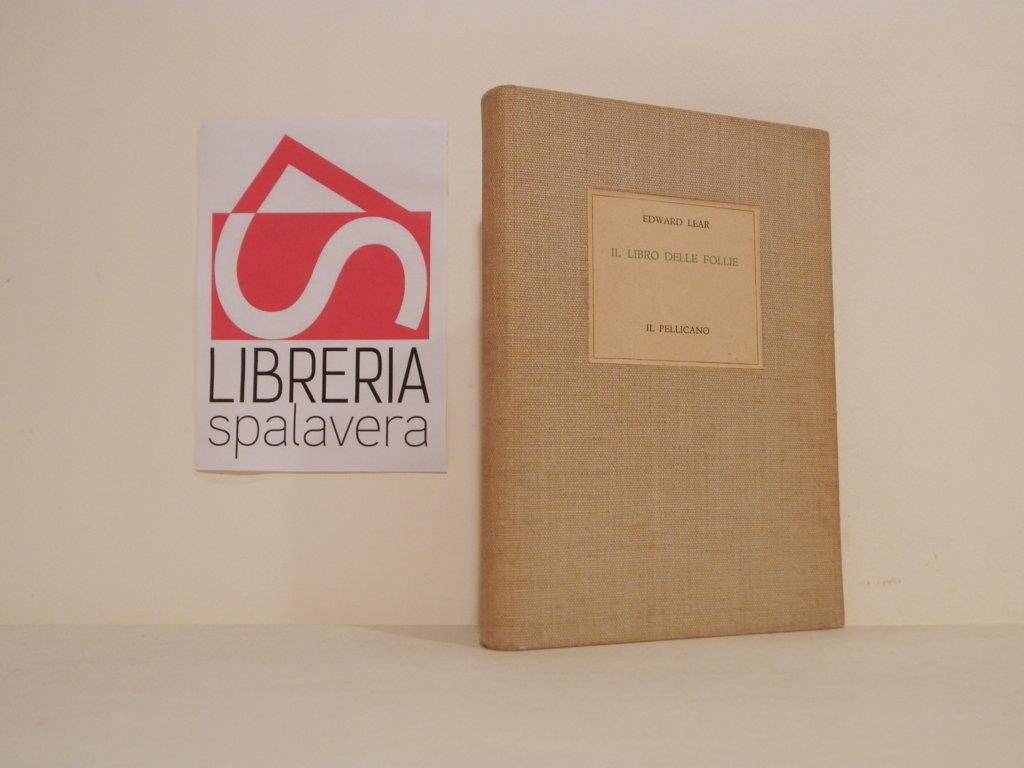 LIBRERIA
spalavera
EDWARD LEAR
IL LIBRO DELLE FOLLIE
IL PELLICANO